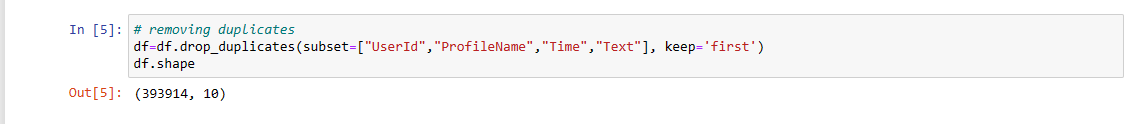 In [5]: # removing duplicates
df=df.drop_duplicates(subset=["UserId","ProfileName","Time","Text"], keep='first')
df.shape
Out[5]: (393914, 10)